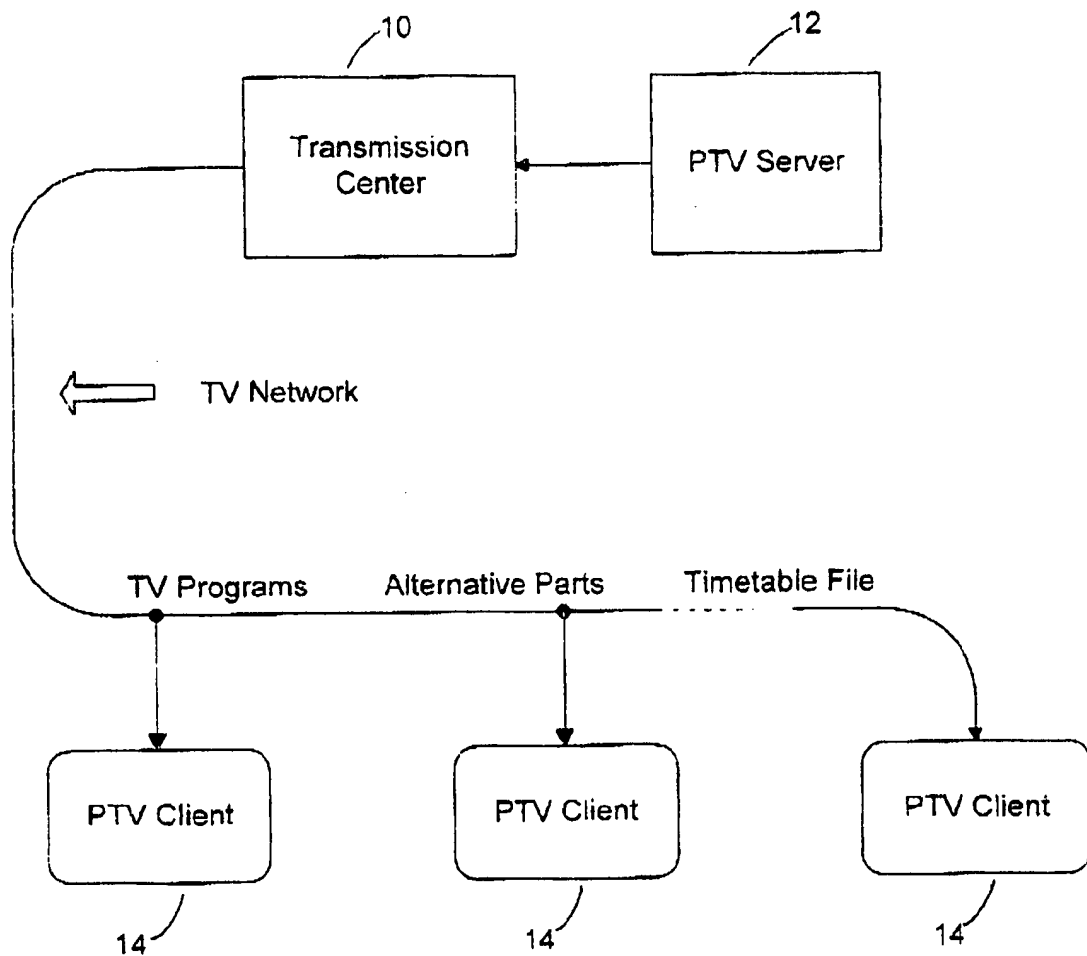 10
12
Transmission
Center
PTV Server
TV Network
TV Programs
Alternative Parts
Timetable File
PTV Client
PTV Client
PTV Client
14
14
14